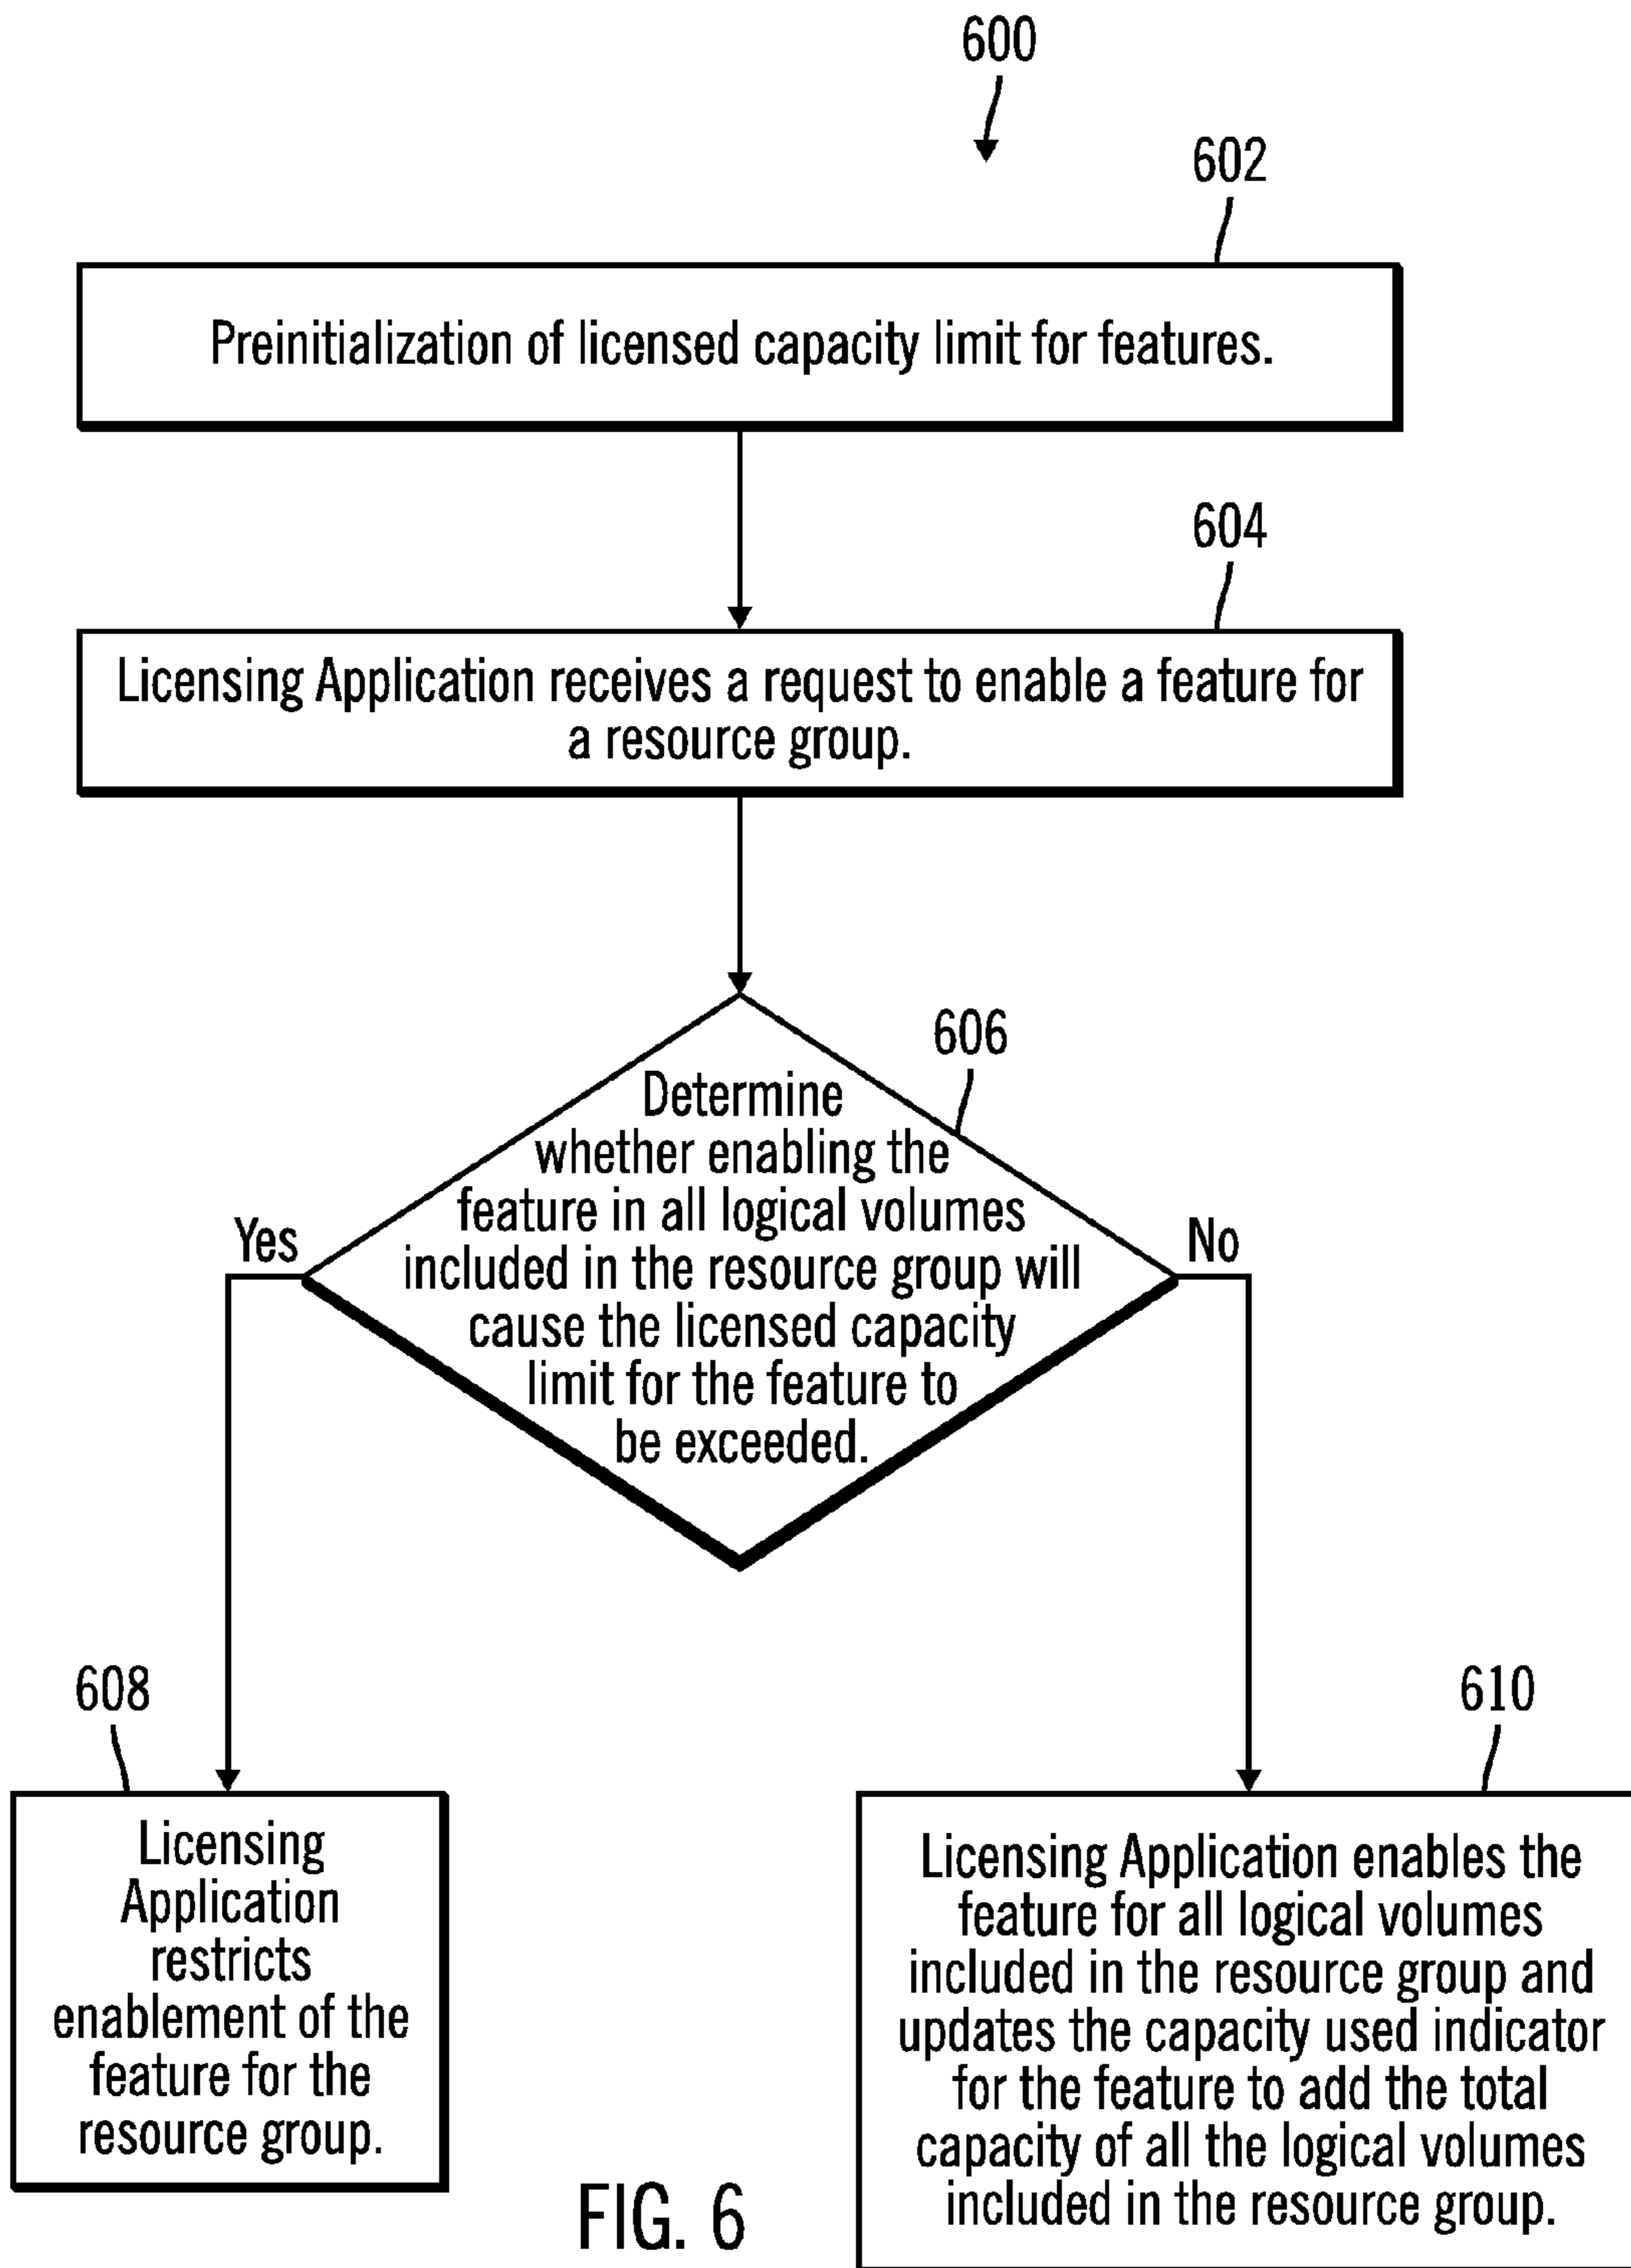 600
602
Preinitialization of licensed capacity limit for features.
604
Licensing Application receives a request to enable a feature for
a resource group.
606
Determine
whether enabling the
feature in all logical volumes
included in the resource group will
cause the licensed capacity
limit for the feature to
be exceeded.
Yes
No
608
Licensing
Application
restricts
enablement of the
feature for the
resource group.
610
Licensing Application enables the
feature for all logical volumes
included in the resource group and
updates the capacity used indicator
for the feature to add the total
capacity of all the logical volumes
included in the resource group.
FIG. 6